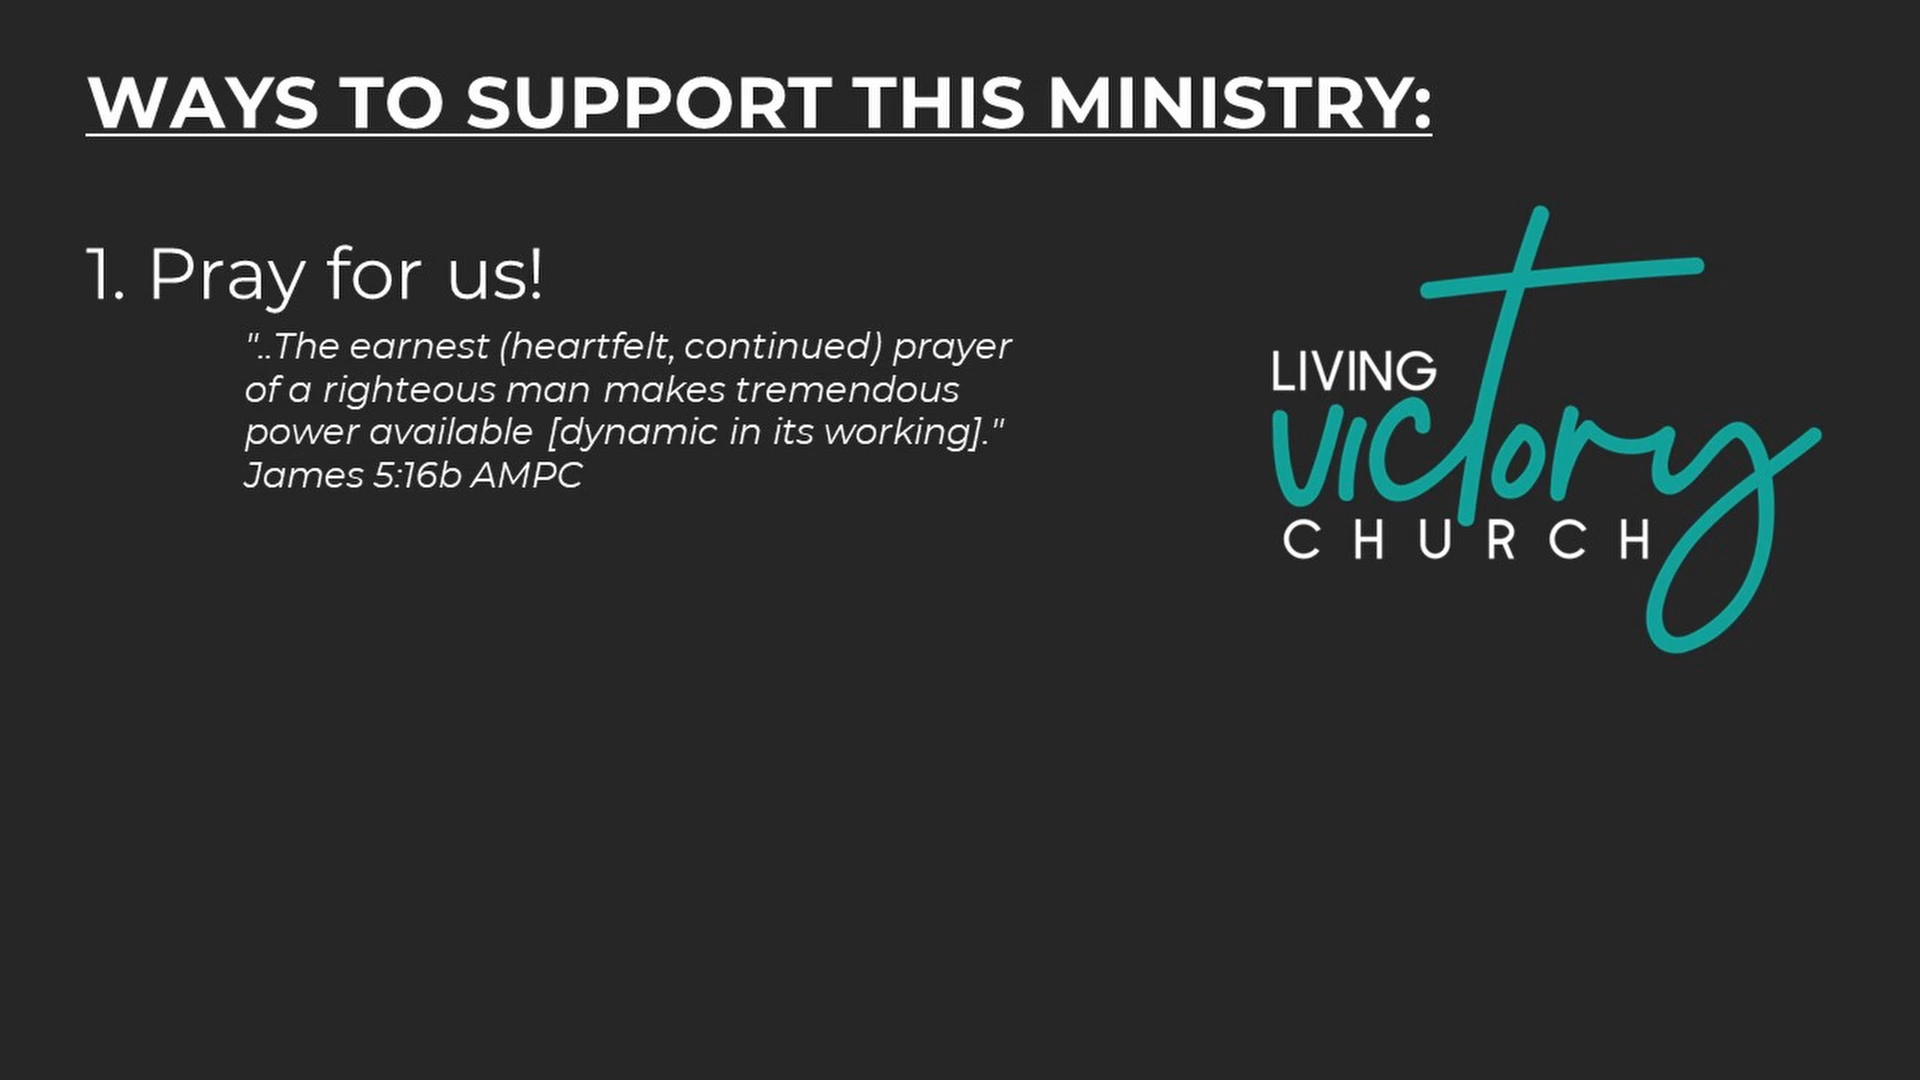 WAYS TO SUPPORT THIS MINISTRY:
1. Pray for us!
"..The earnest (heartfelt, continued) prayer
of a righteous man makes tremendous
power available [dynamic in its working]."
James 5:16b AMPC
LIVING
victory
CHURCH